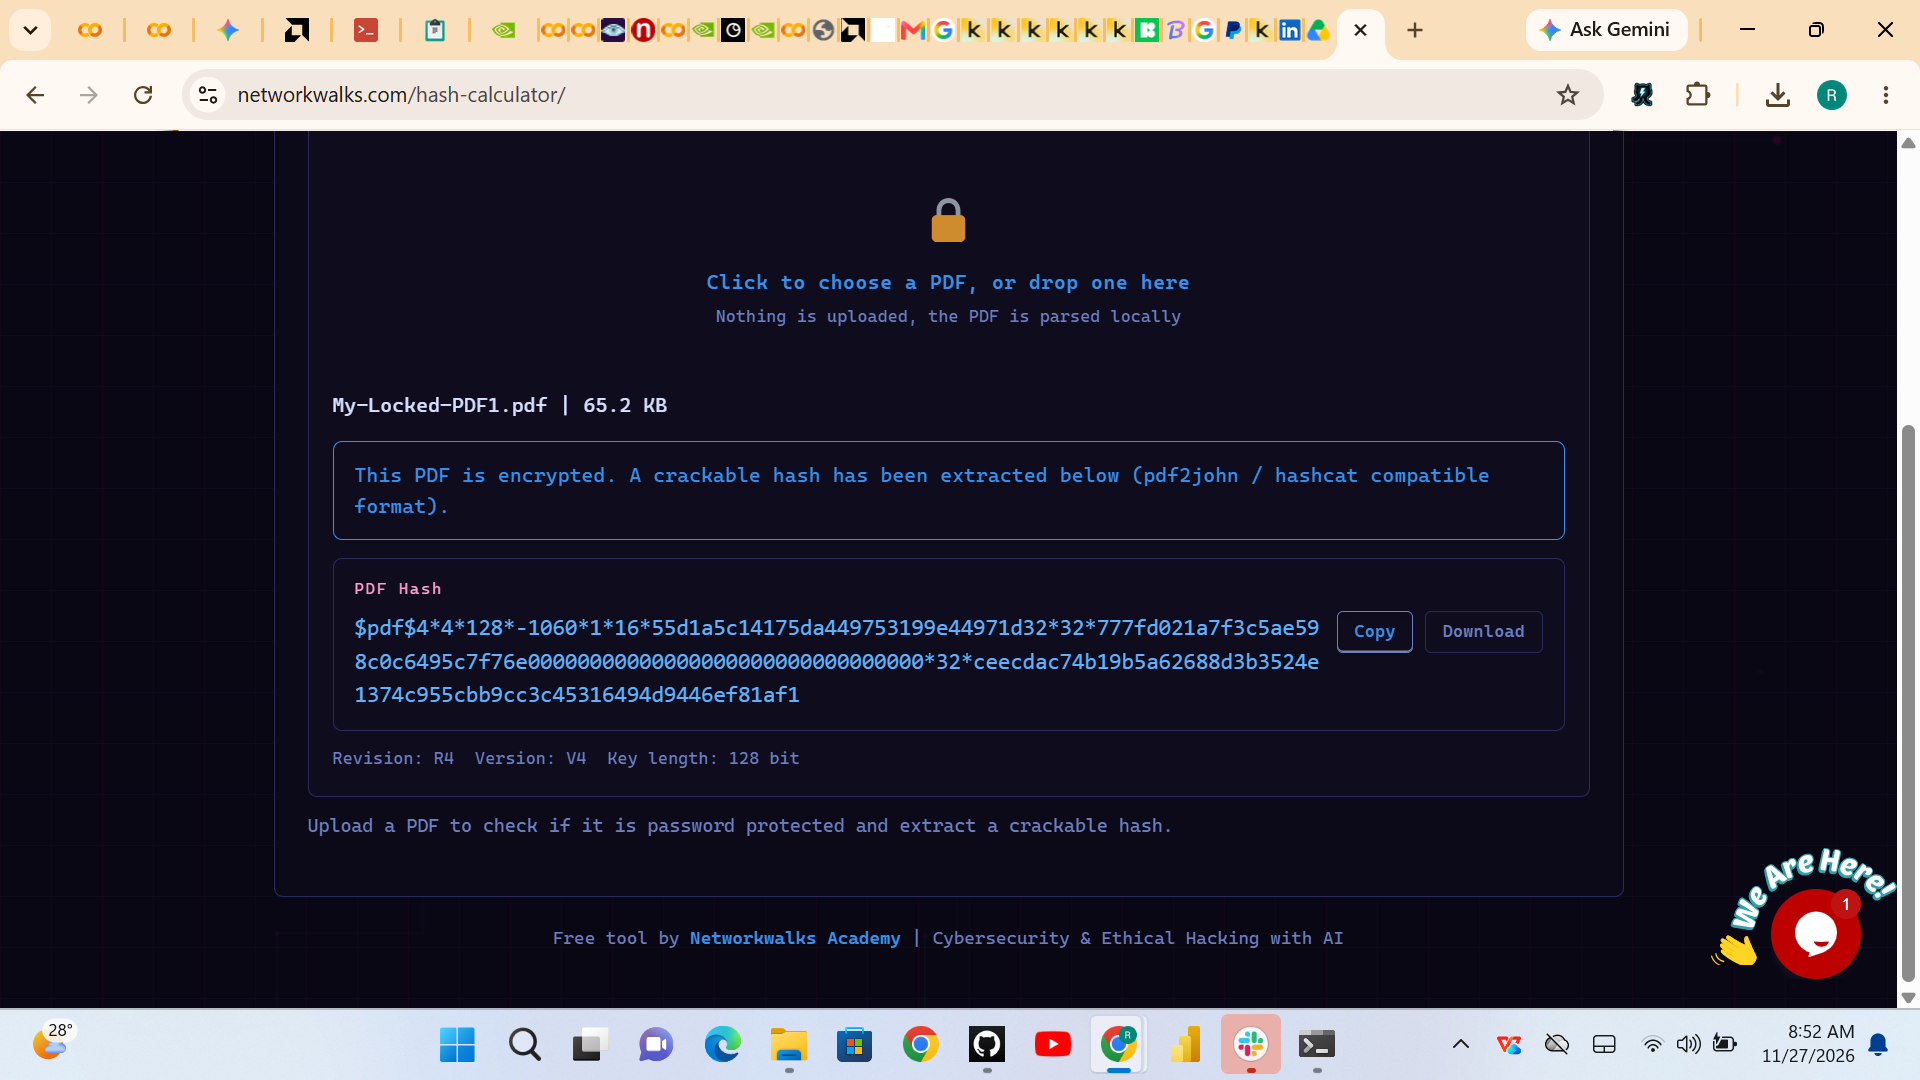 Ask Gemini
networkwalks.com/hash-calculator/
R
Click to choose a PDF, or drop one here
Nothing is uploaded, the PDF is parsed locally
My-Locked-PDF1.pdf | 65.2 KB
This PDF is encrypted. A crackable hash has been extracted below (pdf2john / hashcat compatible
format).
PDF Hash
$pdf$4*4*128*-1060*1*16*55d1a5c14175da449753199e44971d32*32*777fd021a7f3c5ae59
8c0c6495c7f76e00000000000000000000000000000000*32*ceecdac74b19b5a62688d3b3524e
1374c955cbb9cc3c45316494d9446ef81af1
Copy
Download
Revision: R4 Version: V4 Key length: 128 bit
Upload a PDF to check if it is password protected and extract a crackable hash.
We Are Here!
1
Free tool by Networkwalks Academy | Cybersecurity & Ethical Hacking with AI
28°
8:52 AM
11/27/2026